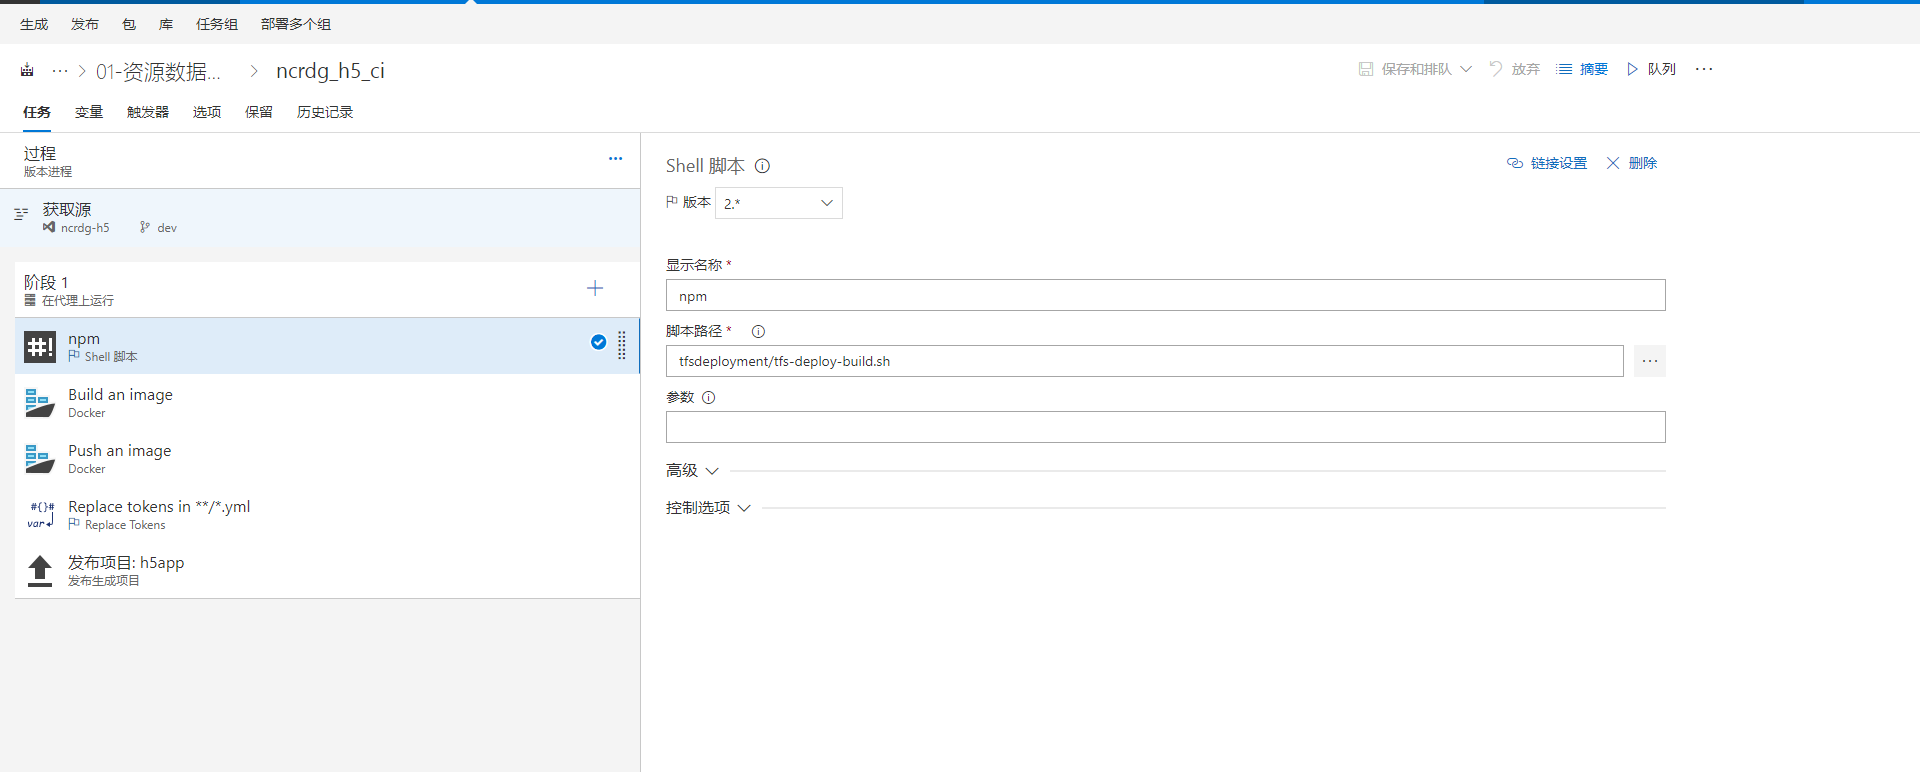 生成 发布 包 库 任务组 部署多个组
··· > 01-资源数据... > ncrdg_h5_ci
保存和排队 放弃 摘要 队列 ···
任务 变量 触发器 选项 保留 历史记录
过程
版本进程
···
获取源
ncrdg-h5 dev
阶段 1
在代理上运行
#! npm
Shell 脚本
Build an image
Docker
Push an image
Docker
#{}# Replace tokens in **/*.yml
var Replace Tokens
发布项目: h5app
发布生成项目
Shell 脚本
链接设置 删除
版本 2.*
显示名称 *
npm
脚本路径 *
tfsdeployment/tfs-deploy-build.sh
···
参数
高级
控制选项